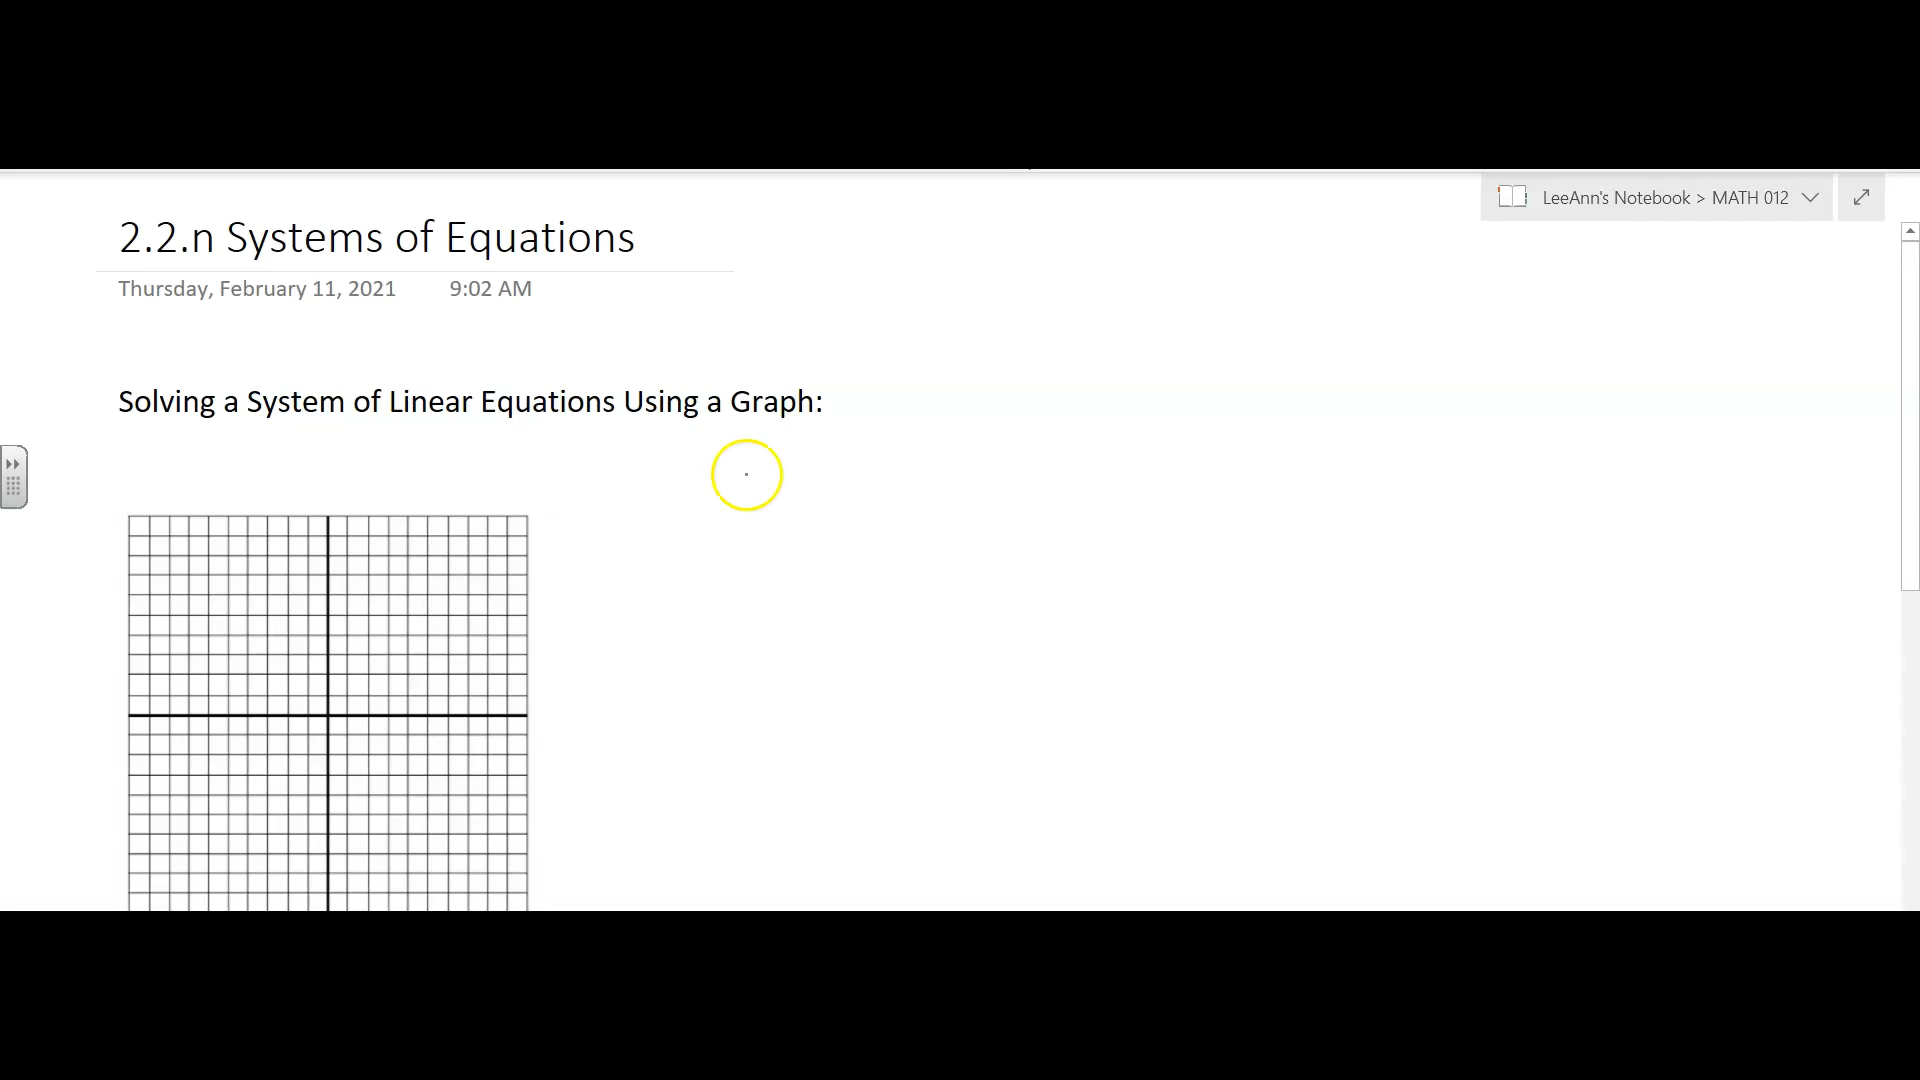 LeeAnn's Notebook > MATH 012
2.2.n Systems of Equations
Thursday, February 11, 2021 9:02 AM
Solving a System of Linear Equations Using a Graph: